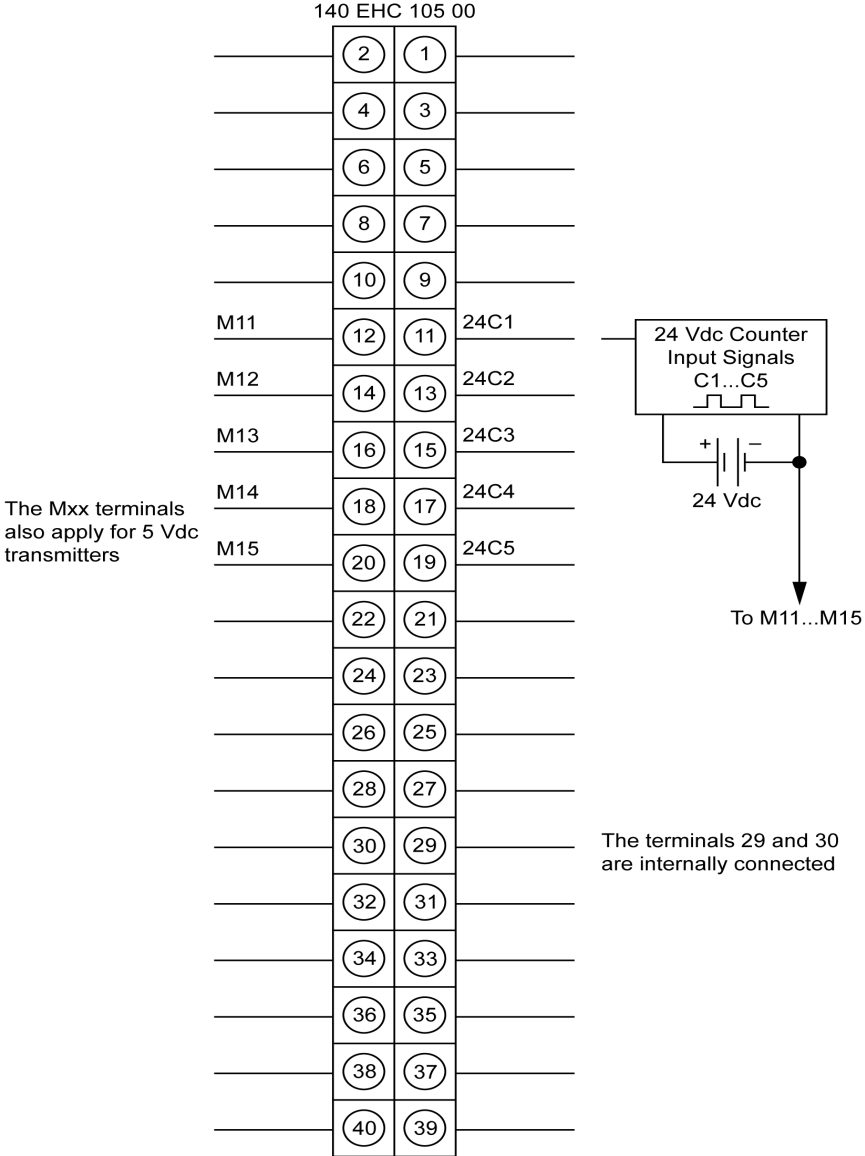 140 EHC 105 00
2 1
4 3
6 5
8 7
10 9
M11 12 11 24C1
M12 14 13 24C2
M13 16 15 24C3
M14 18 17 24C4
M15 20 19 24C5
22 21
24 23
26 25
28 27
30 29
32 31
34 33
36 35
38 37
40 39
The Mxx terminals
also apply for 5 Vdc
transmitters
24 Vdc Counter
Input Signals
C1...C5
+ −
24 Vdc
To M11...M15
The terminals 29 and 30
are internally connected